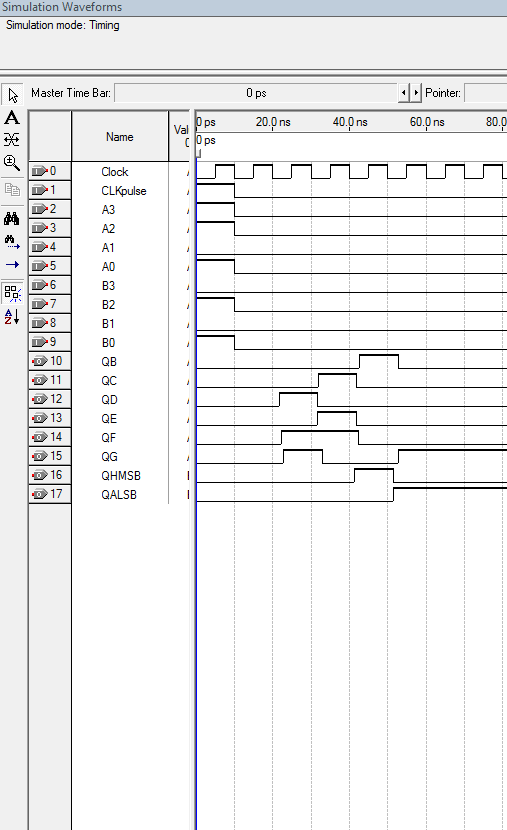 Simulation Waveforms
Simulation mode: Timing
Master Time Bar: 0 ps Pointer:
Name Val 0 ps 20.0 ns 40.0 ns 60.0 ns 80.0
0 ps
0 Clock
1 CLKpulse
2 A3
3 A2
4 A1
5 A0
6 B3
7 B2
8 B1
9 B0
10 QB
11 QC
12 QD
13 QE
14 QF
15 QG
16 QHMSB
17 QALSB